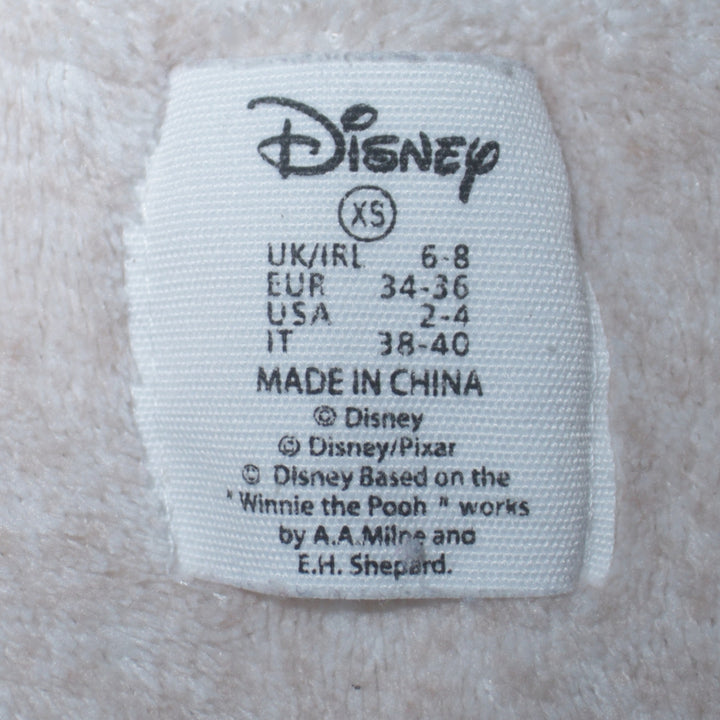 Disney
XS
UK/IRL 6-8
EUR 34-36
USA 2-4
IT 38-40
MADE IN CHINA
© Disney
© Disney/Pixar
© Disney Based on the
"Winnie the Pooh " works
by A.A.Milne and
E.H. Shepard.